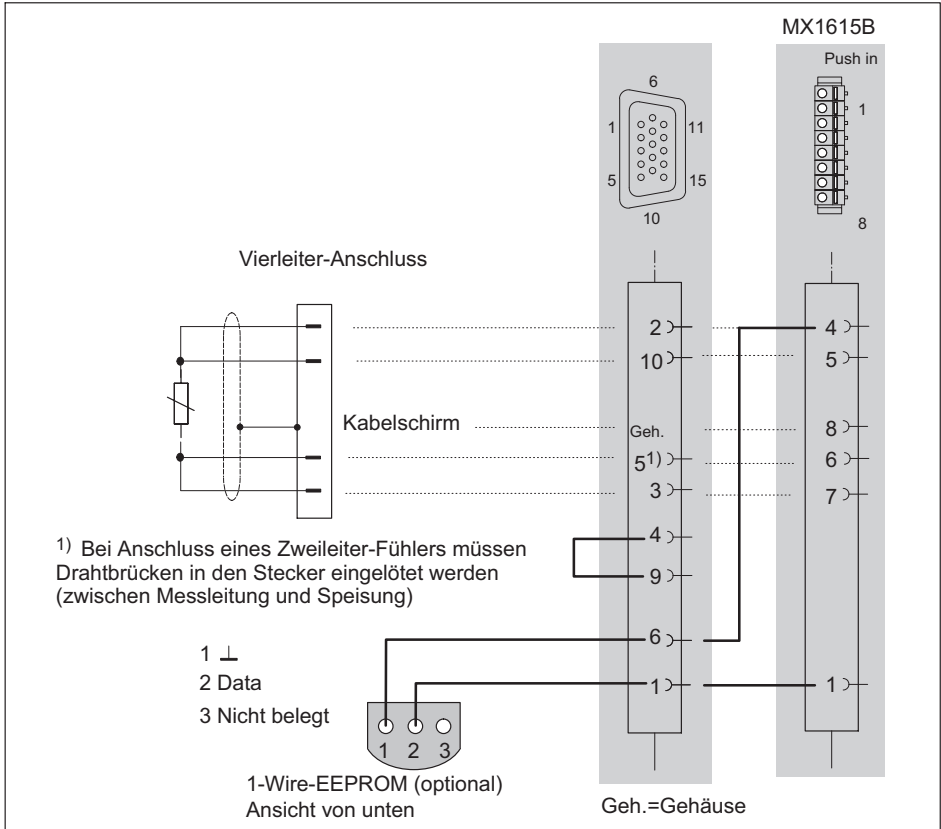 MX1615B
Push in
6
1
11
5
15
10
1
8
Vierleiter-Anschluss
2
4
10
5
Kabelschirm
Geh.
8
5 1)
6
3
7
4
9
6
1
1
1) Bei Anschluss eines Zweileiter-Fühlers müssen
Drahtbrücken in den Stecker eingelötet werden
(zwischen Messleitung und Speisung)
1 ⊥
2 Data
3 Nicht belegt
1 2 3
1-Wire-EEPROM (optional)
Ansicht von unten
Geh.=Gehäuse